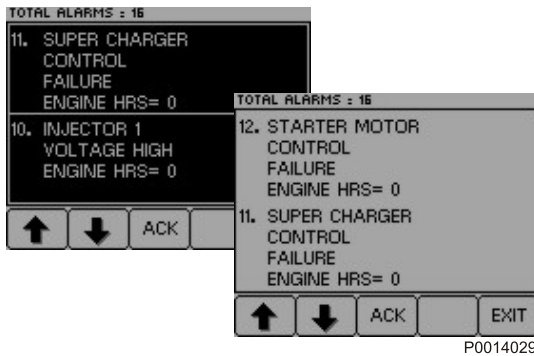 TOTAL ALARMS : 16
11. SUPER CHARGER
CONTROL
FAILURE
ENGINE HRS= 0
10. INJECTOR 1
VOLTAGE HIGH
ENGINE HRS= 0
ACK
TOTAL ALARMS : 16
12. STARTER MOTOR
CONTROL
FAILURE
ENGINE HRS= 0
11. SUPER CHARGER
CONTROL
FAILURE
ENGINE HRS= 0
ACK EXIT
P0014029